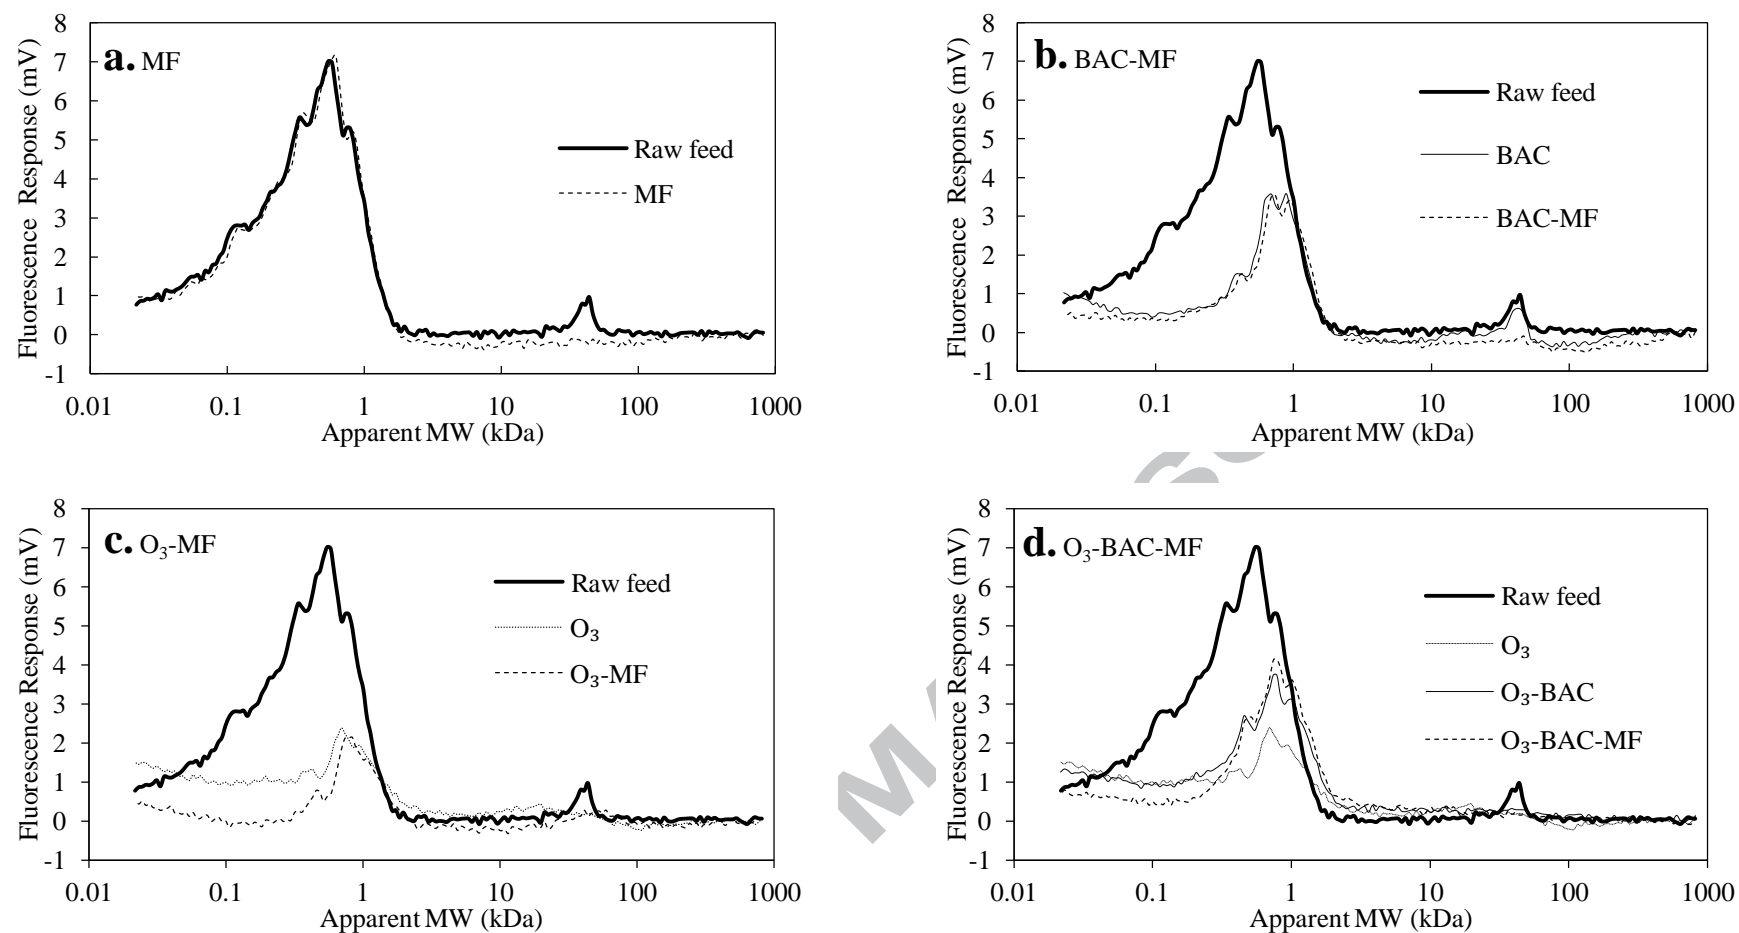 a. MF
Fluorescence Response (mV)
8
7
6
5
4
3
2
1
0
-1
Raw feed
MF
0.01 0.1 1 10 100 1000
Apparent MW (kDa)
b. BAC-MF
Fluorescence Response (mV)
8
7
6
5
4
3
2
1
0
-1
Raw feed
BAC
BAC-MF
0.01 0.1 1 10 100 1000
Apparent MW (kDa)
c. O₃-MF
Fluorescence Response (mV)
8
7
6
5
4
3
2
1
0
-1
Raw feed
O₃
O₃-MF
0.01 0.1 1 10 100 1000
Apparent MW (kDa)
d. O₃-BAC-MF
Fluorescence Response (mV)
8
7
6
5
4
3
2
1
0
-1
Raw feed
O₃
O₃-BAC
O₃-BAC-MF
0.01 0.1 1 10 100 1000
Apparent MW (kDa)